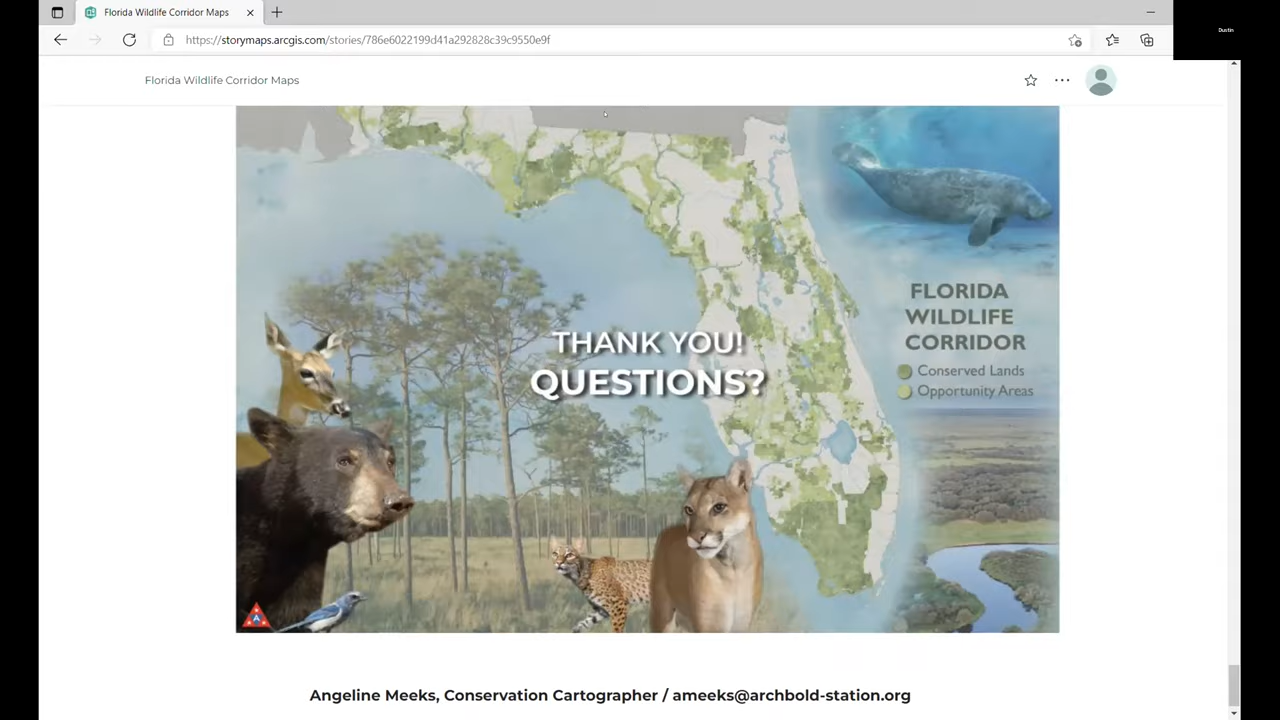 Florida Wildlife Corridor Maps
https://storymaps.arcgis.com/stories/786e6022199d41a292828c39c9550e9f
Dustin
Florida Wildlife Corridor Maps
FLORIDA
WILDLIFE
CORRIDOR
Conserved Lands
Opportunity Areas
THANK YOU!
QUESTIONS?
Angeline Meeks, Conservation Cartographer / ameeks@archbold-station.org